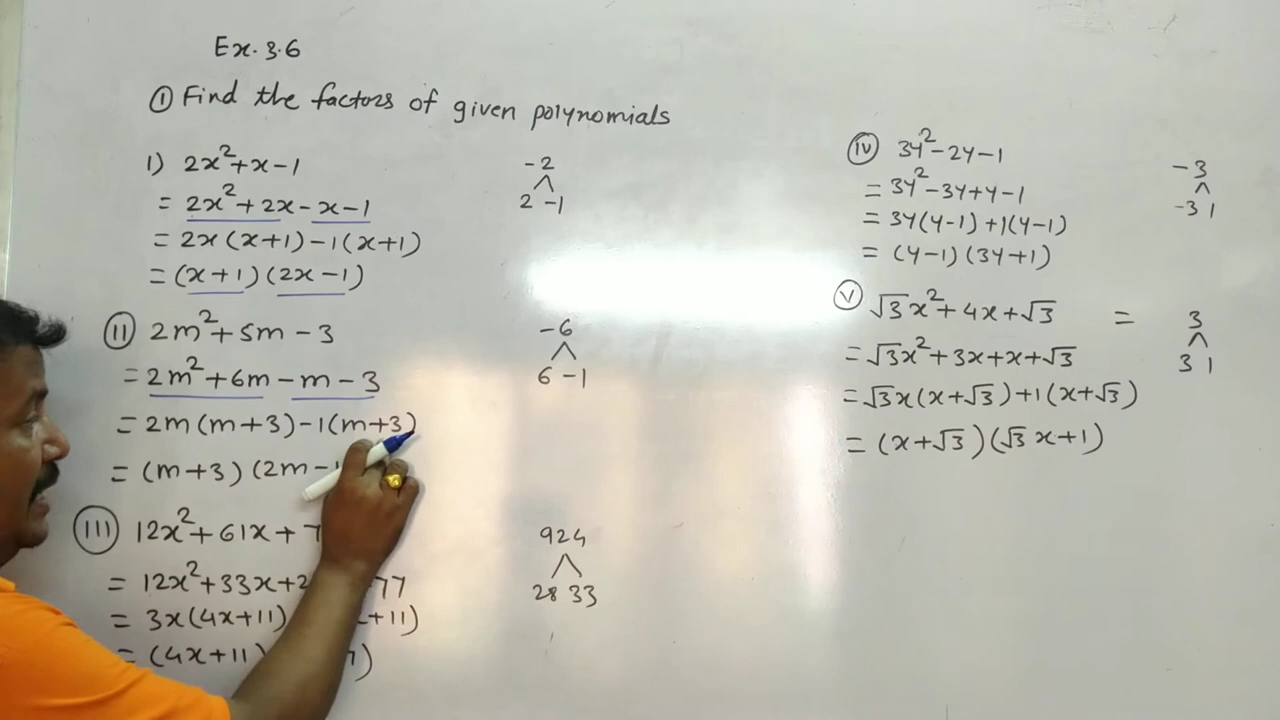 Ex. 3.6
① Find the factors of given polynomials
1) 2x²+x-1
-2
= 2x²+2x-x-1
2 -1
= 2x(x+1)-1(x+1)
= (x+1)(2x-1)
(II) 2m²+5m-3
-6
= 2m²+6m-m-3
6 -1
= 2m(m+3)-1(m+3)
= (m+3)(2m-
(III) 12x²+61x+7
924
= 12x²+33x+2 77
28 33
= 3x(4x+11) +11)
= (4x+11) )
(IV) 3y²-2y-1
-3
= 3y²-3y+y-1
-3 1
= 3y(y-1)+1(y-1)
= (y-1)(3y+1)
(V) √3x²+4x+√3 =
3
= √3x²+3x+x+√3
3 1
= √3x(x+√3)+1(x+√3)
= (x+√3)(√3x+1)